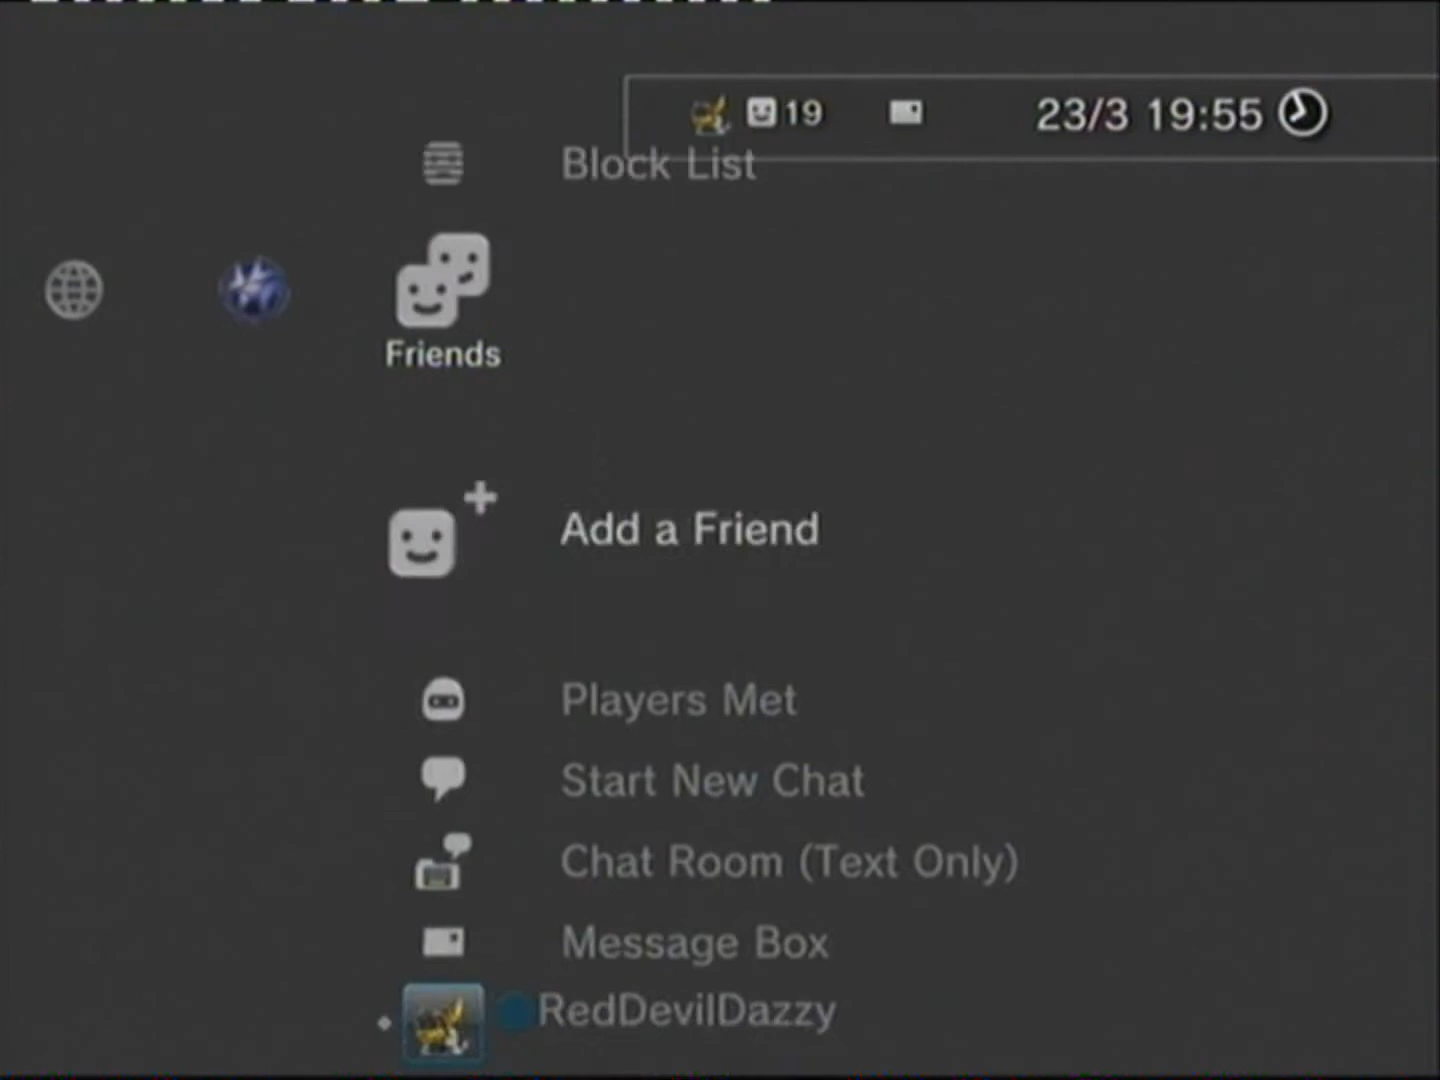 19
23/3 19:55
Block List
Friends
Add a Friend
Players Met
Start New Chat
Chat Room (Text Only)
Message Box
RedDevilDazzy